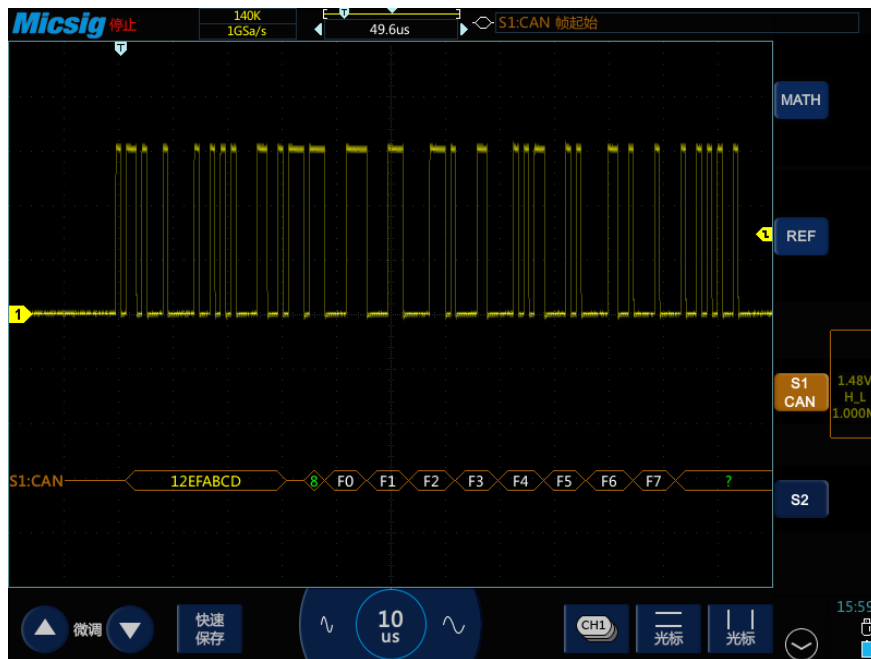 Micsig 停止
140K
1GSa/s
T
49.6us
S1:CAN 帧起始
T
MATH
1
REF
1
S1
CAN
1.48V
H_L
1.000M
S1:CAN 12EFABCD 8 F0 F1 F2 F3 F4 F5 F6 F7 ?
S2
微调
快速
保存
10
us
CH1
光标
光标
15:59